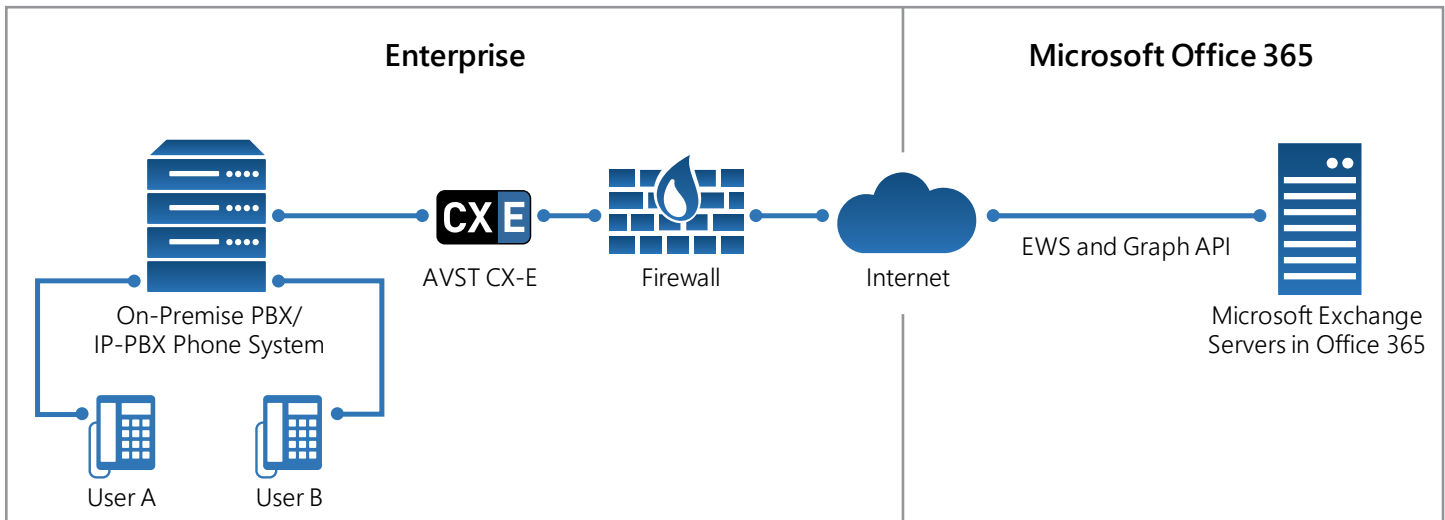 Enterprise
Microsoft Office 365
CX E
AVST CX-E
Firewall
Internet
EWS and Graph API
On-Premise PBX/
IP-PBX Phone System
Microsoft Exchange
Servers in Office 365
User A
User B